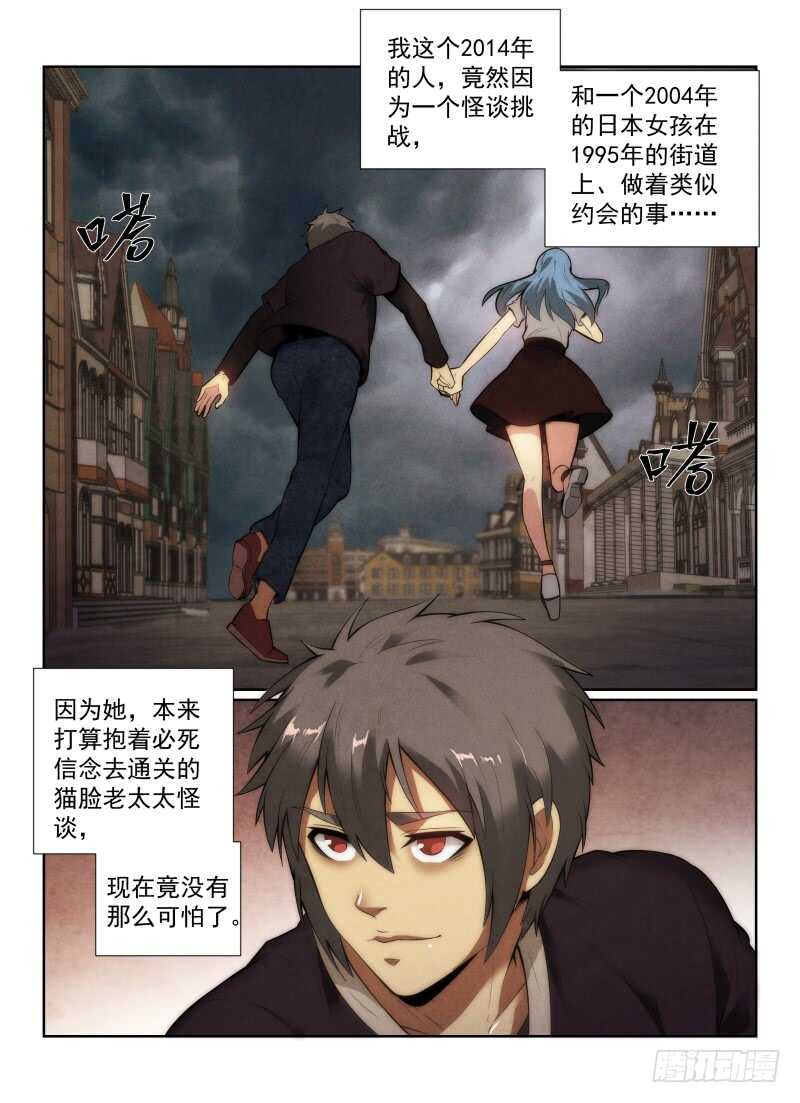 我这个2014年
的人，竟然因
为一个怪谈挑
战，
和一个2004年
的日本女孩在
1995年的街道
上、做着类似
约会的事……
嗒
嗒
因为她，本来
打算抱着必死
信念去通关的
猫脸老太太怪
谈，
现在竟没有
那么可怕了。
腾讯动漫